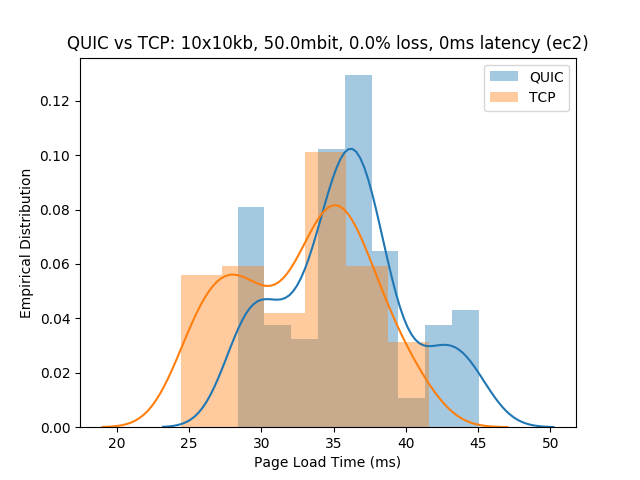 QUIC vs TCP: 10x10kb, 50.0mbit, 0.0% loss, 0ms latency (ec2)
QUIC
TCP
0.12
0.10
0.08
0.06
0.04
0.02
0.00
Empirical Distribution
20 25 30 35 40 45 50
Page Load Time (ms)